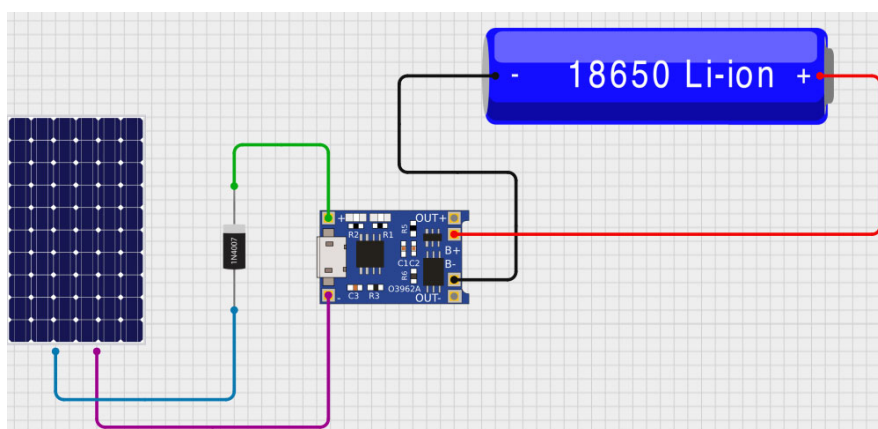 - 18650 Li-ion +
1N4007
+ OUT+
R2 R1 R5
B+
C1C2 B-
R6
O3962A
- C3 R3 OUT-